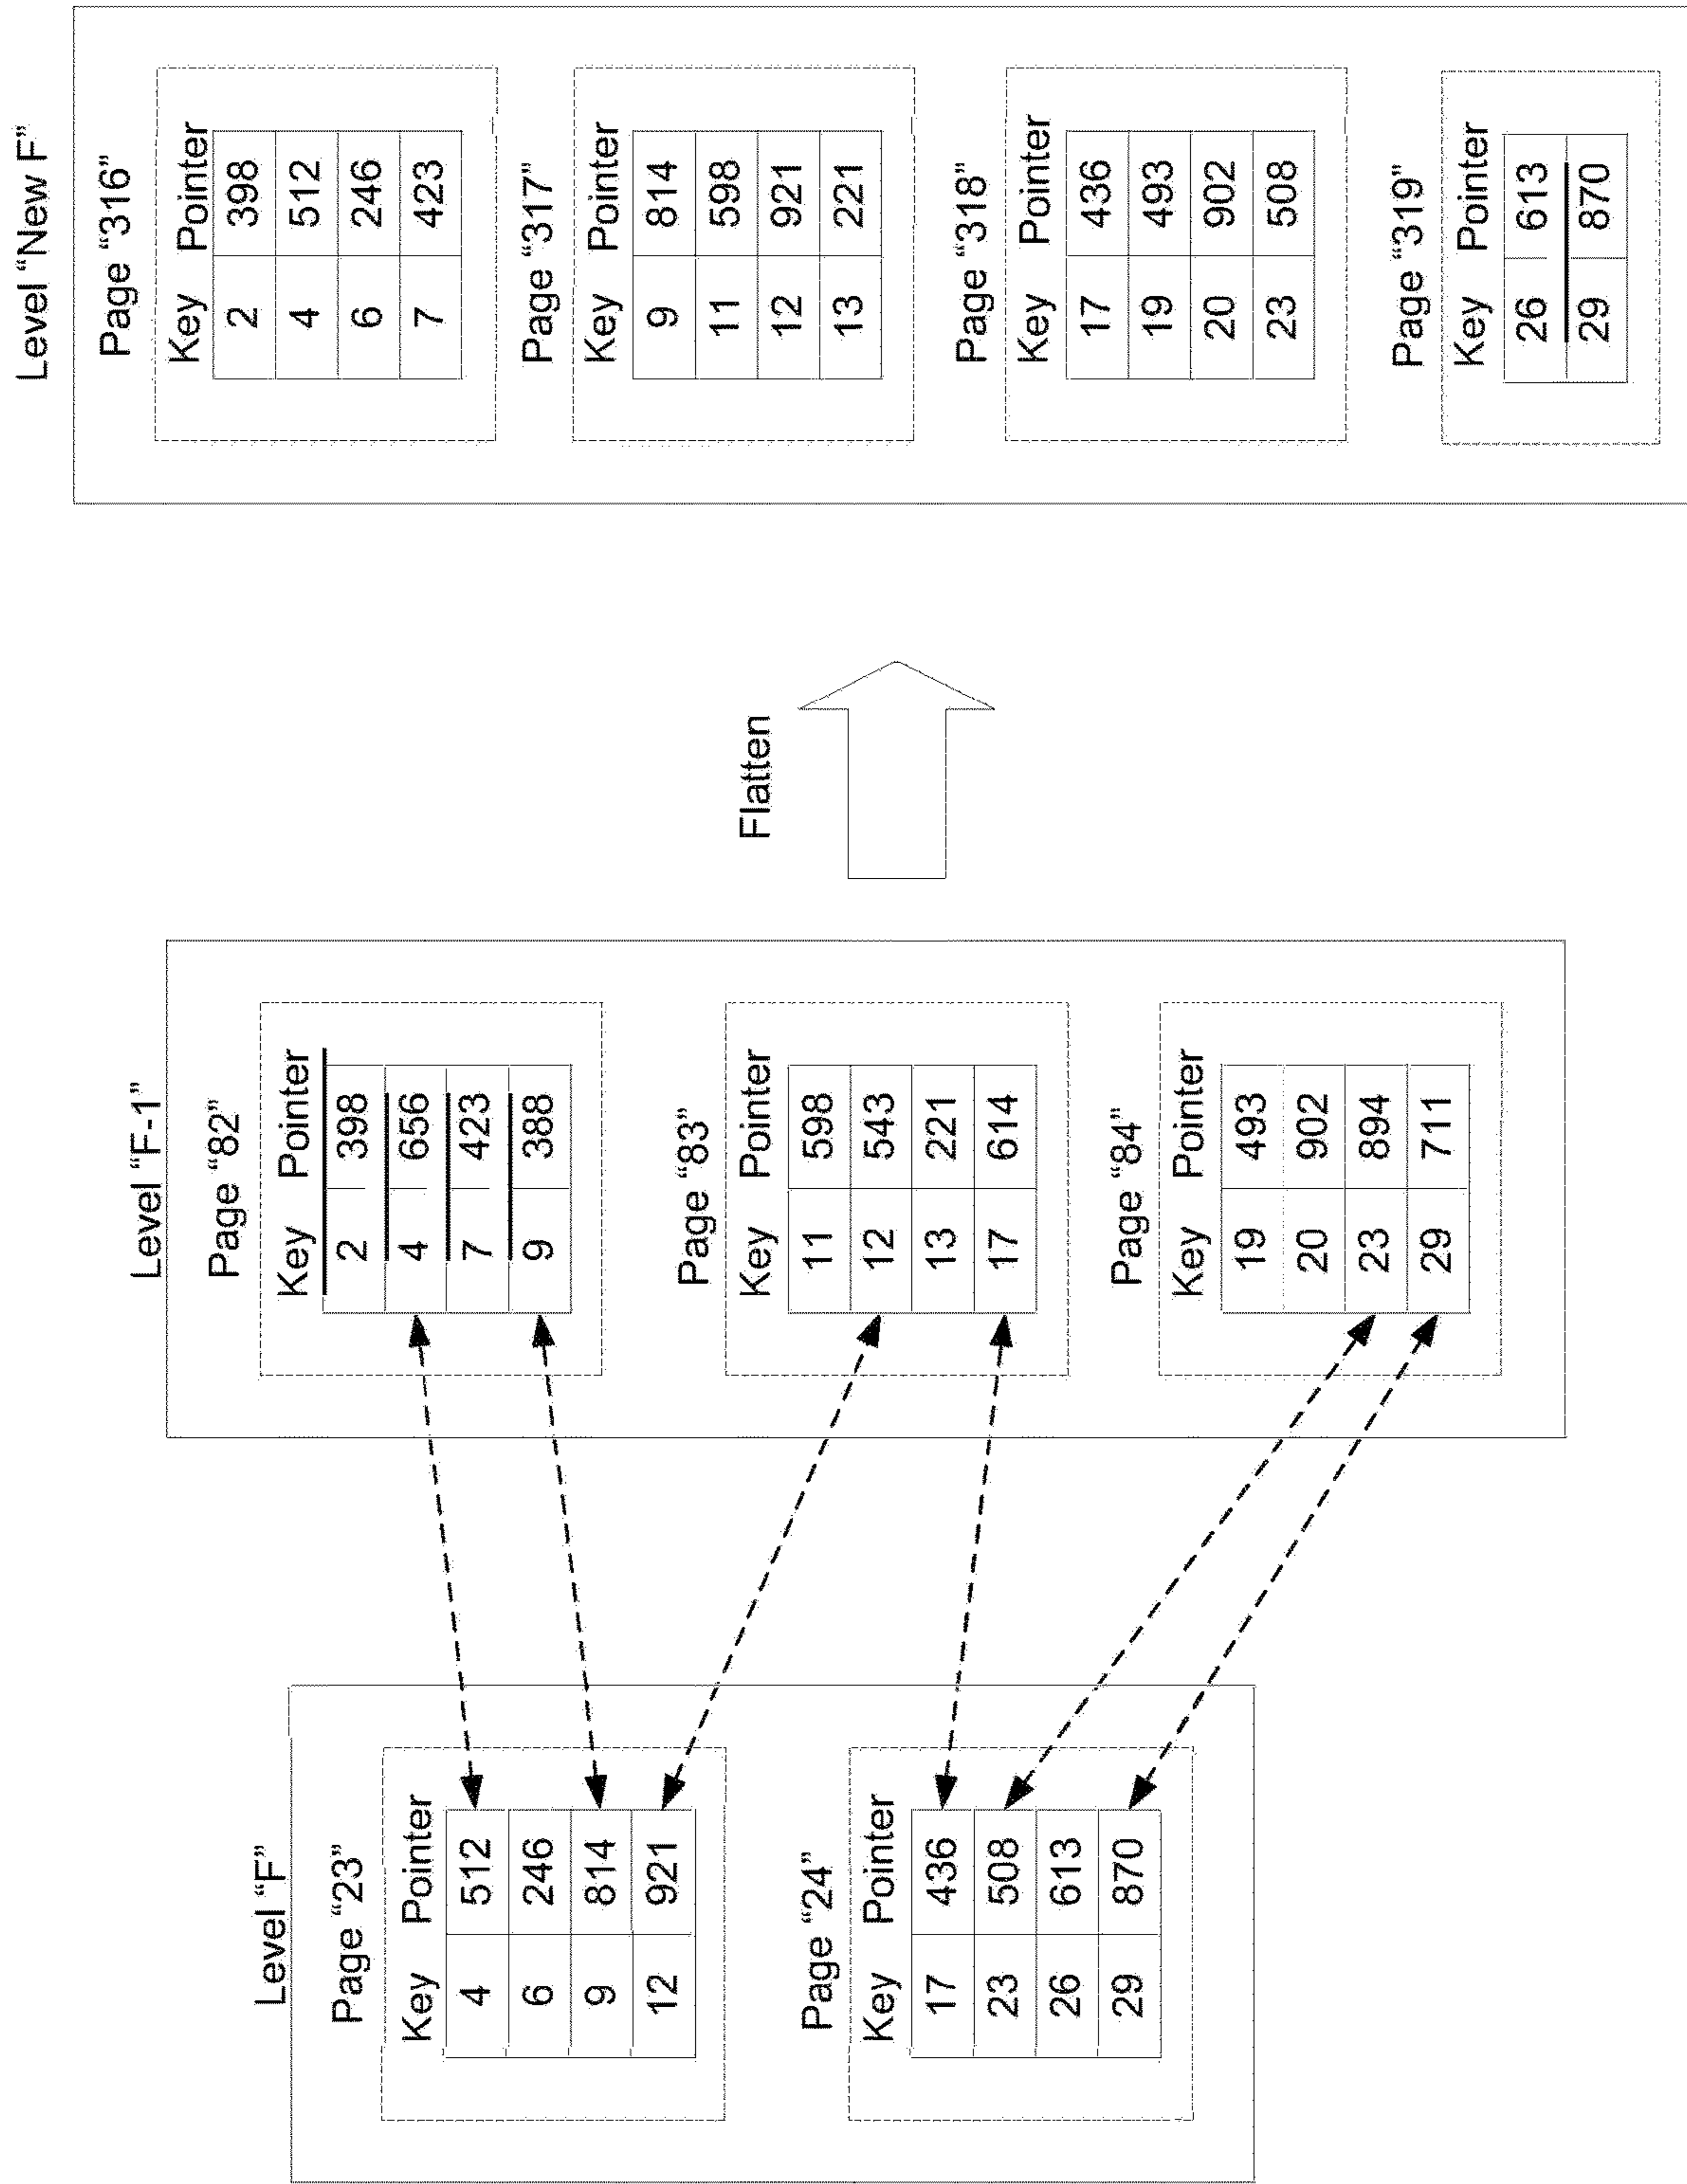 Level “F”
Page “23”
Key Pointer
4 512
6 246
9 814
12 921
Page “24”
Key Pointer
17 436
23 508
26 613
29 870
Level “F-1”
Page “82”
Key Pointer
2 398
4 656
7 423
9 388
Page “83”
Key Pointer
11 598
12 543
13 221
17 614
Page “84”
Key Pointer
19 493
20 902
23 894
29 711
Flatten
Level “New F”
Page “316”
Key Pointer
2 398
4 512
6 246
7 423
Page “317”
Key Pointer
9 814
11 598
12 921
13 221
Page “318”
Key Pointer
17 436
19 493
20 902
23 508
Page “319”
Key Pointer
26 613
29 870